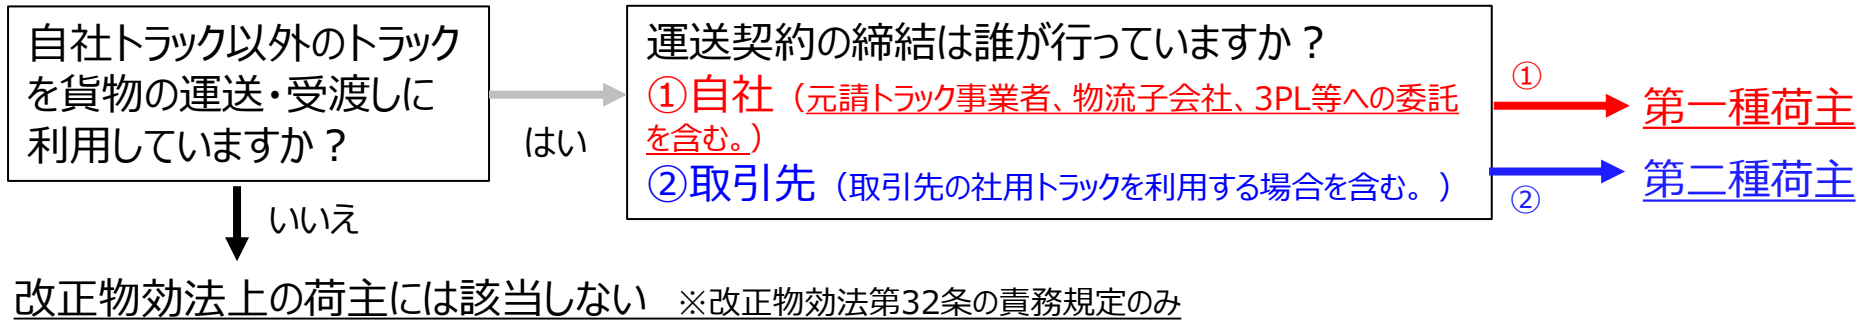 自社トラック以外のトラック
を貨物の運送・受渡しに
利用していますか？
はい
いいえ
運送契約の締結は誰が行っていますか？
①自社（元請トラック事業者、物流子会社、3PL等への委託
を含む。）
②取引先（取引先の社用トラックを利用する場合を含む。）
①
第一種荷主
第二種荷主
②
改正物効法上の荷主には該当しない ※改正物効法第32条の責務規定のみ